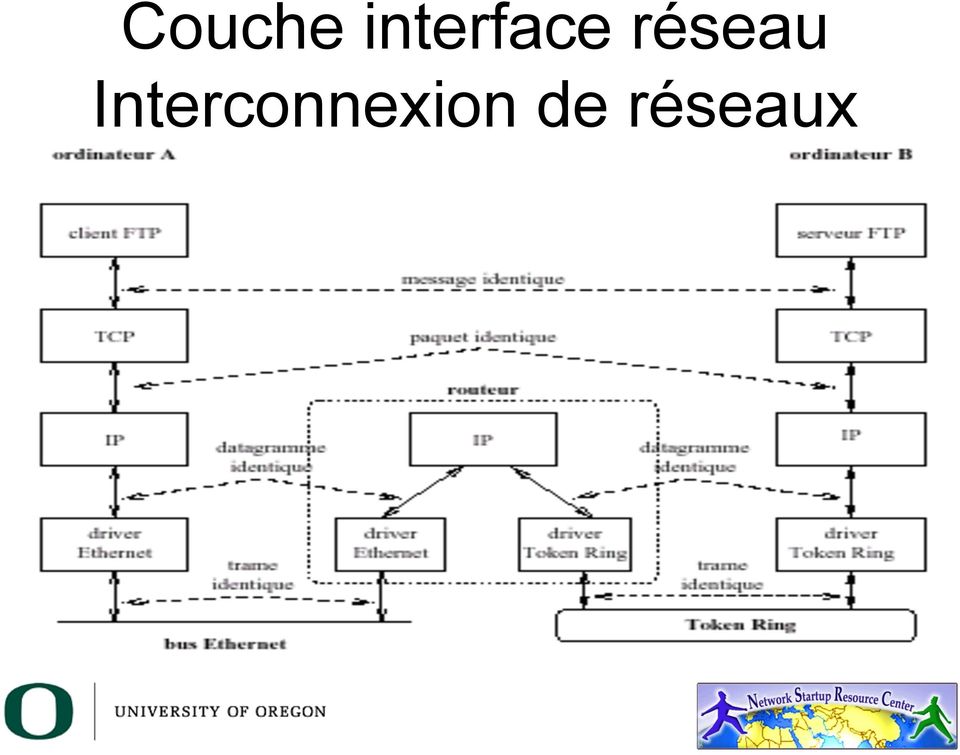 Couche interface réseau
Interconnexion de réseaux
ordinateur A
ordinateur B
client FTP
serveur FTP
message identique
TCP
paquet identique
TCP
routeur
IP
datagramme
identique
IP
datagramme
identique
IP
driver
Ethernet
driver
Ethernet
driver
Token Ring
driver
Token Ring
trame
identique
trame
identique
bus Ethernet
Token Ring
O
UNIVERSITY OF OREGON
Network Startup Resource Center